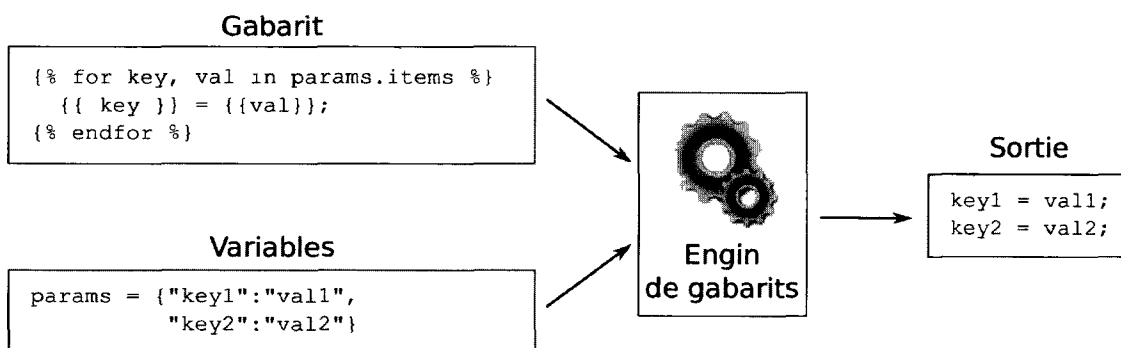 Gabarit
{% for key, val in params.items %}
{{ key }} = {{val}};
{% endfor %}
Variables
params = {"key1":"val1",
"key2":"val2"}
Engin
de gabarits
Sortie
key1 = val1;
key2 = val2;